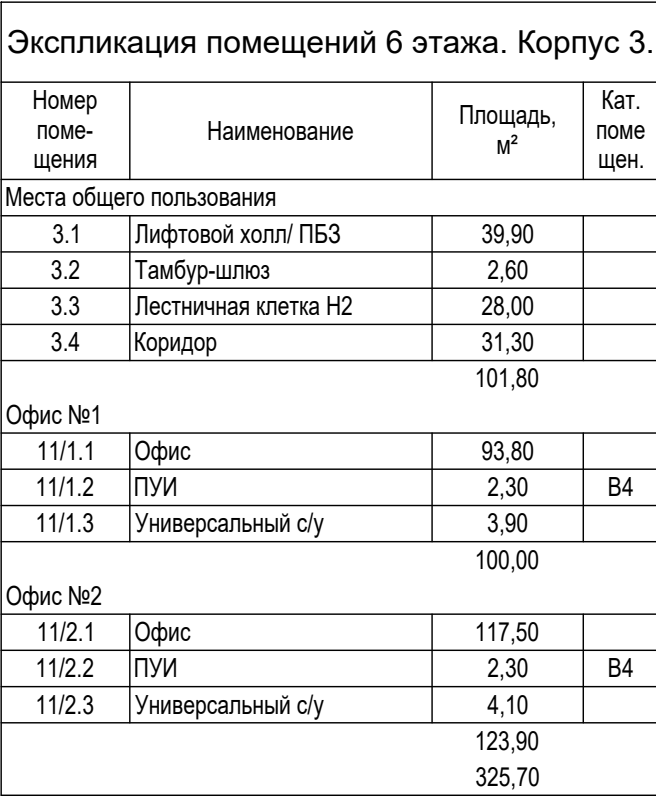 Экспликация помещений 6 этажа. Корпус 3.
Номер поме-щения Наименование Площадь, м² Кат. поме щен.
Места общего пользования
3.1 Лифтовой холл/ ПБЗ 39,90
3.2 Тамбур-шлюз 2,60
3.3 Лестничная клетка Н2 28,00
3.4 Коридор 31,30
101,80
Офис №1
11/1.1 Офис 93,80
11/1.2 ПУИ 2,30 В4
11/1.3 Универсальный с/у 3,90
100,00
Офис №2
11/2.1 Офис 117,50
11/2.2 ПУИ 2,30 В4
11/2.3 Универсальный с/у 4,10
123,90
325,70